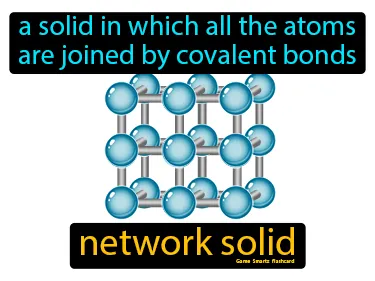 a solid in which all the atoms
are joined by covalent bonds
network solid
Game Smartz Flashcard